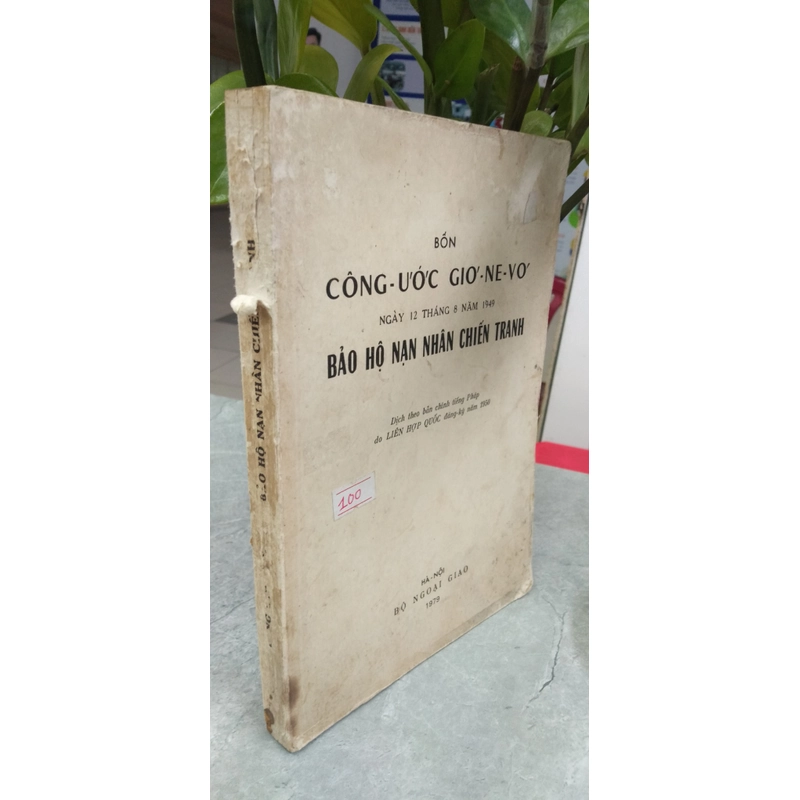 BỐN
CÔNG-ƯỚC GIƠ-NE-VƠ
NGÀY 12 THÁNG 8 NĂM 1949
BẢO HỘ NẠN NHÂN CHIẾN TRANH
Dịch theo bản chính tiếng Pháp
do LIÊN HỢP QUỐC đăng-ký năm 1950
100
HÀ-NỘI
BỘ NGOẠI GIAO
1979
BẢO HỘ NẠN NHÂN